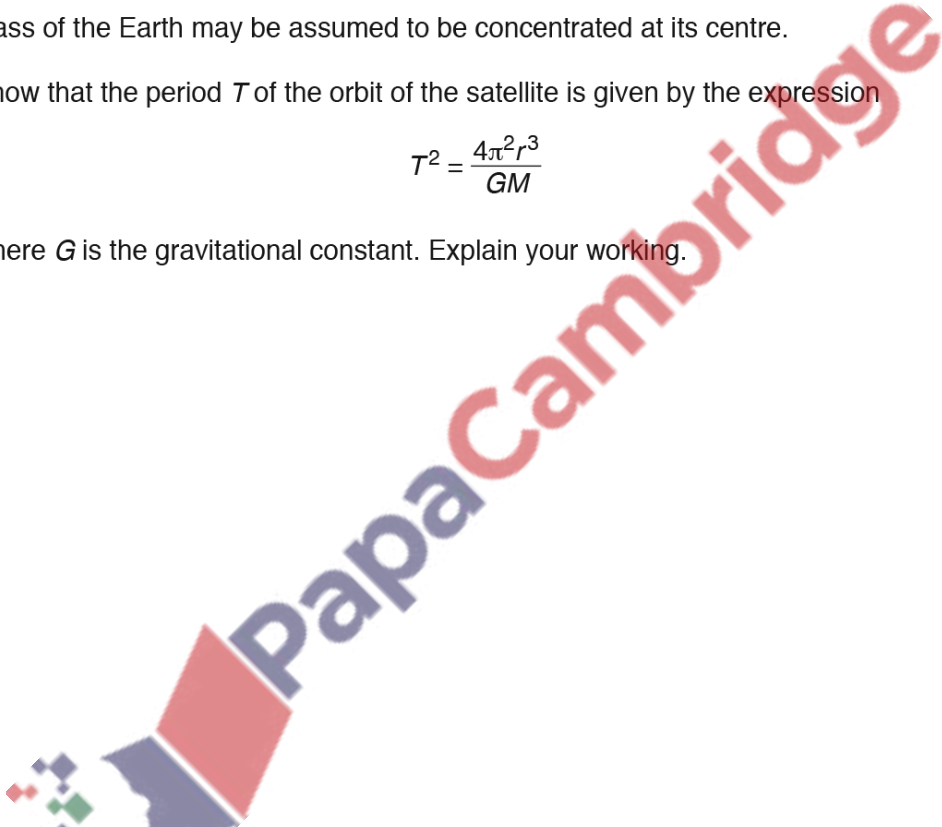 ass of the Earth may be assumed to be concentrated at its centre.
now that the period T of the orbit of the satellite is given by the expression
T² = 4π²r³ / GM
here G is the gravitational constant. Explain your working.
PapaCambridge